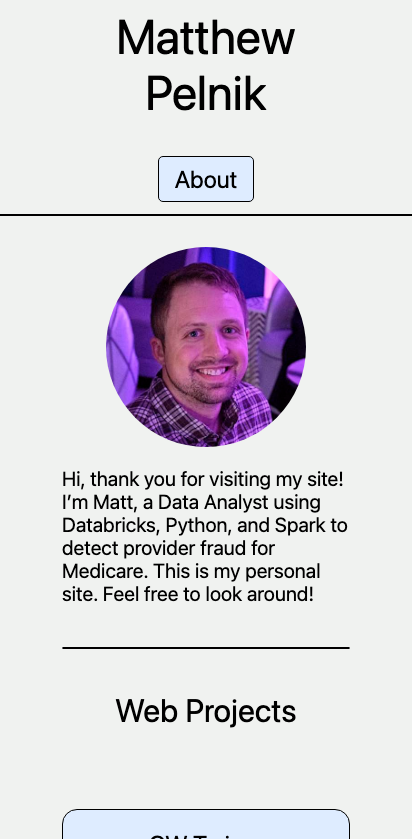 Matthew
Pelnik
About
Hi, thank you for visiting my site!
I’m Matt, a Data Analyst using
Databricks, Python, and Spark to
detect provider fraud for
Medicare. This is my personal
site. Feel free to look around!
Web Projects